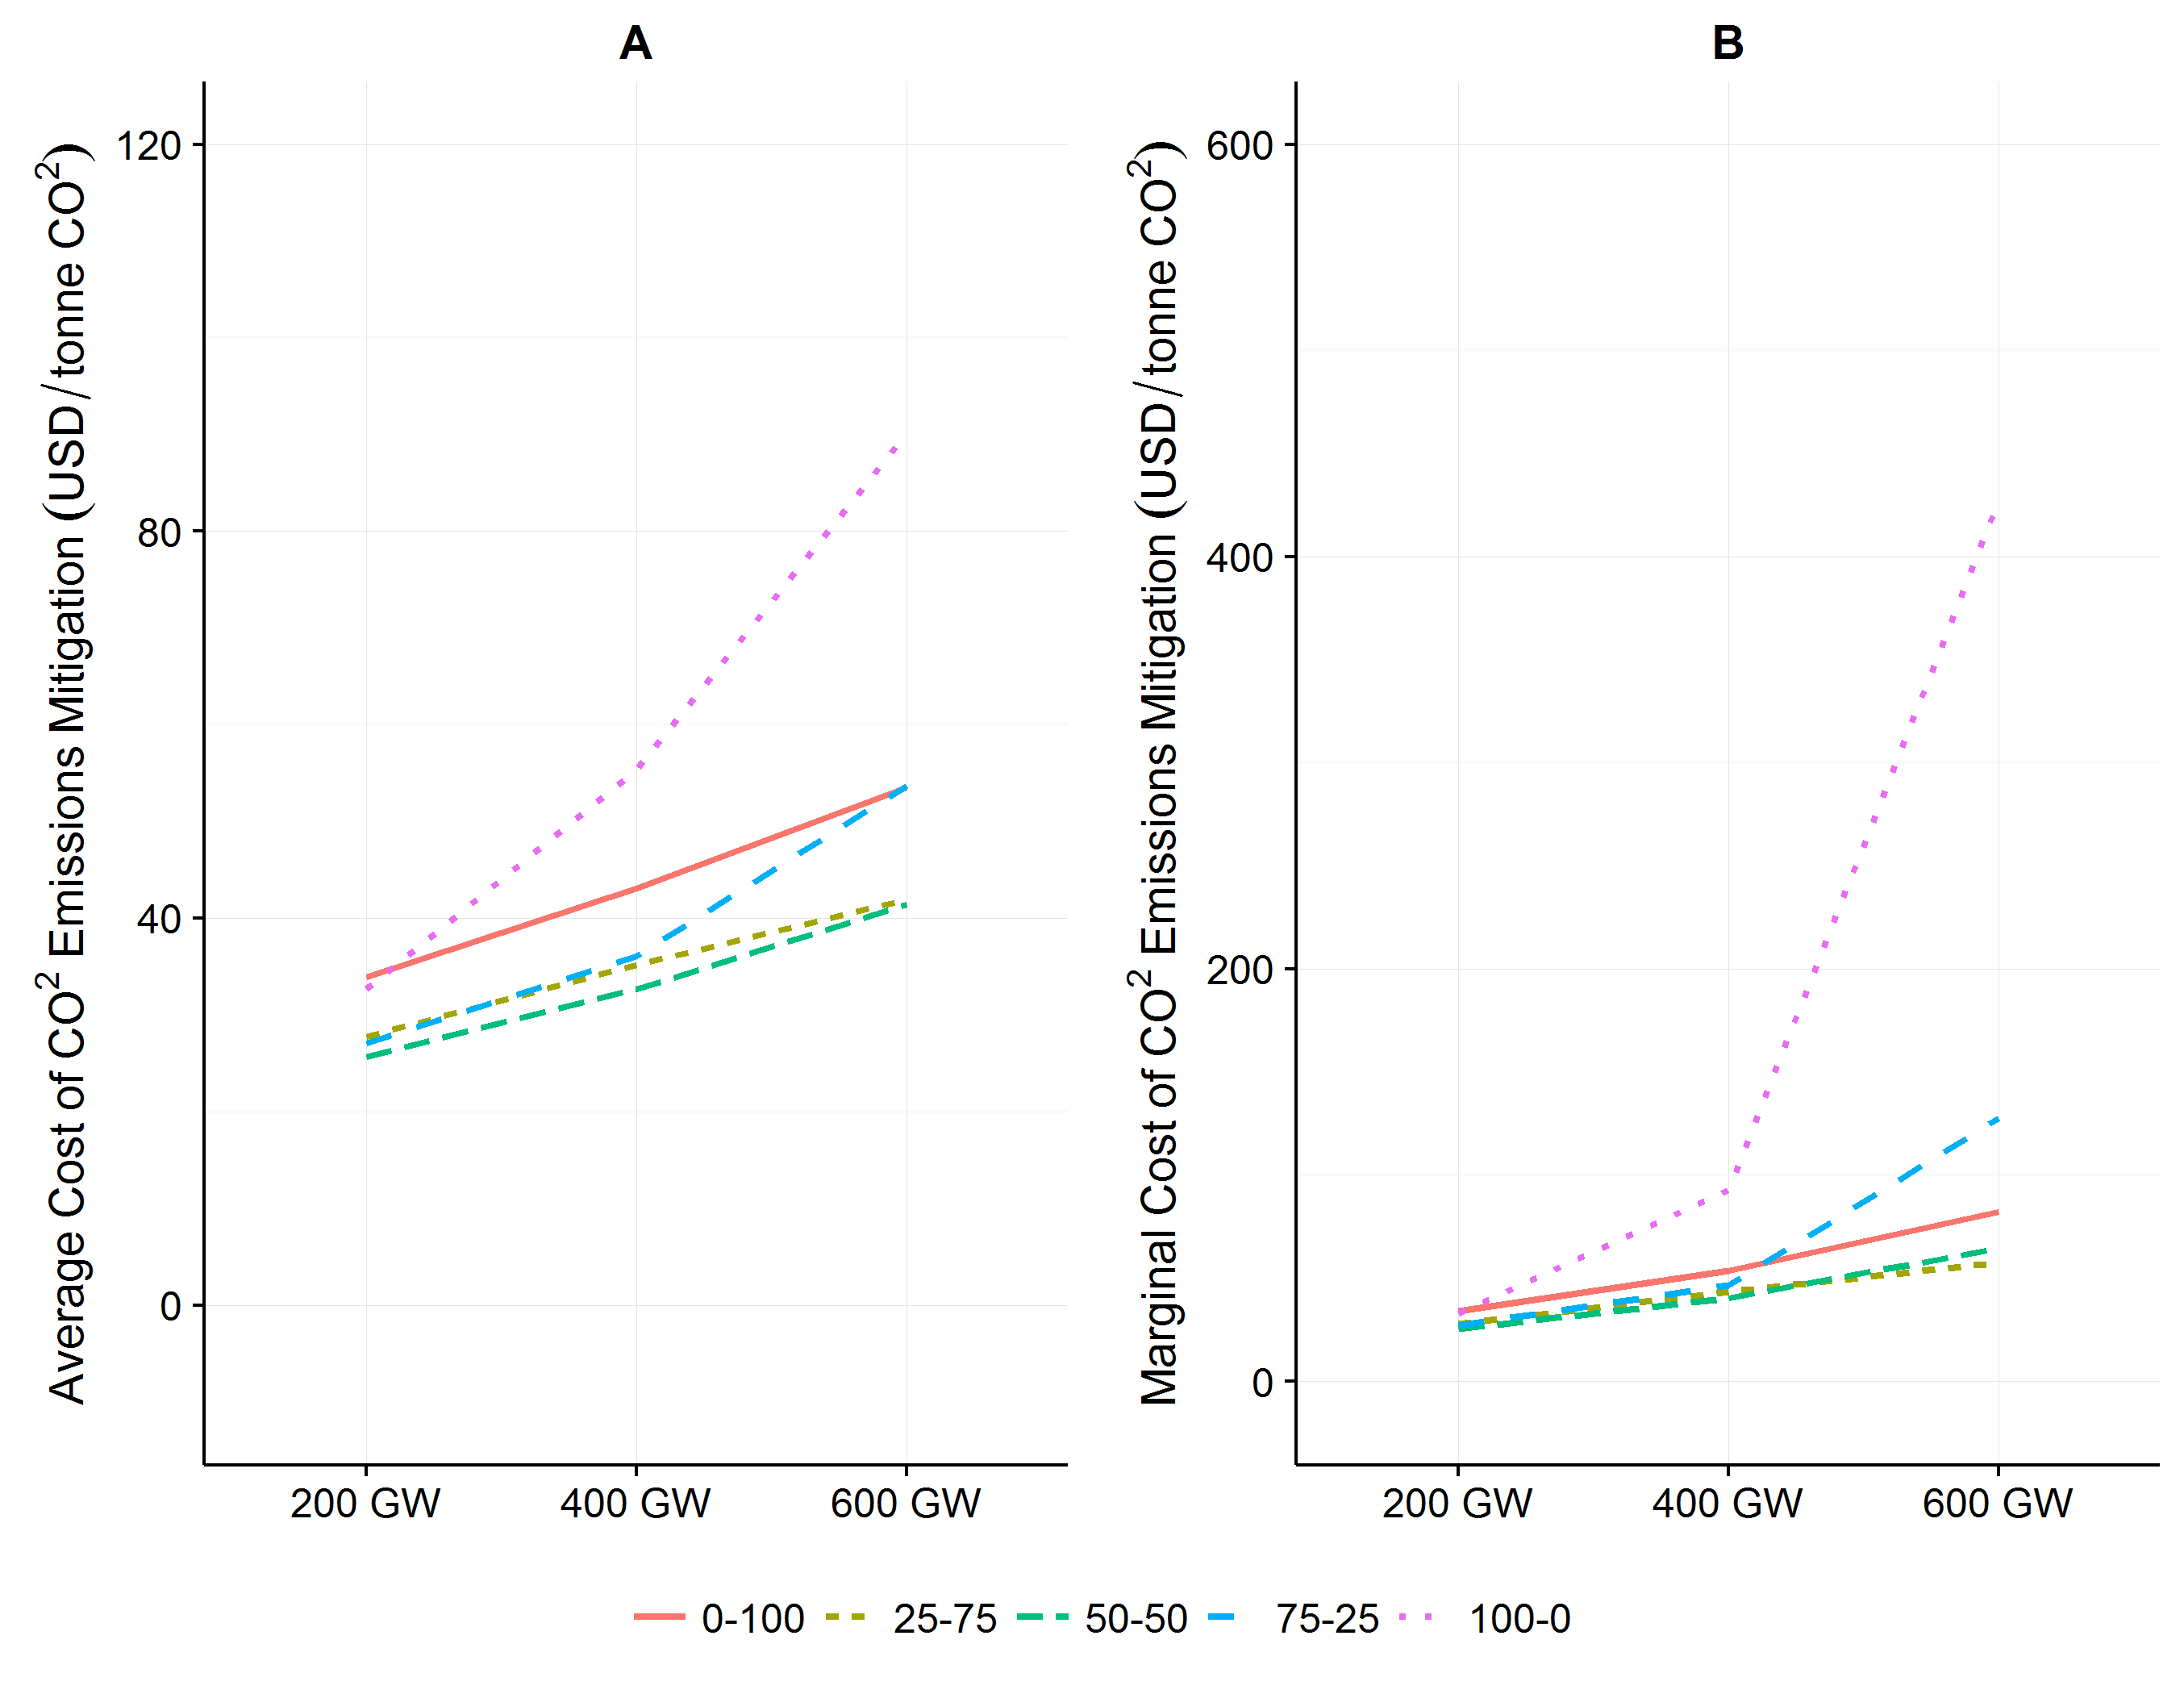 A
B
Average Cost of CO² Emissions Mitigation (USD/tonne CO²)
120
80
40
0
200 GW 400 GW 600 GW
Marginal Cost of CO² Emissions Mitigation (USD/tonne CO²)
600
400
200
0
200 GW 400 GW 600 GW
0-100 25-75 50-50 75-25 100-0